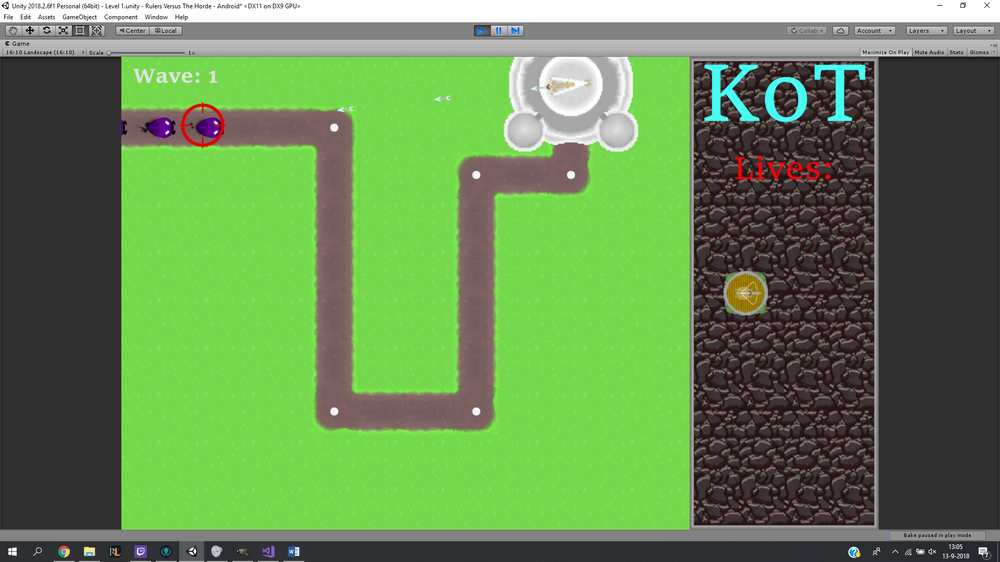 Unity 2018.2.6f1 Personal (64bit) - Level 1.unity - Rulers Versus The Horde - Android* <DX11 on DX9 GPU>
File Edit Assets GameObject Component Window Help
Center Local Collab Account Layers Layout
Game
16:10 Landscape (16:10) Scale 1x Maximize On Play Mute Audio Stats Gizmos
Wave: 1
KoT
Lives:
Bake paused in play mode
13:05
13-9-2018
7